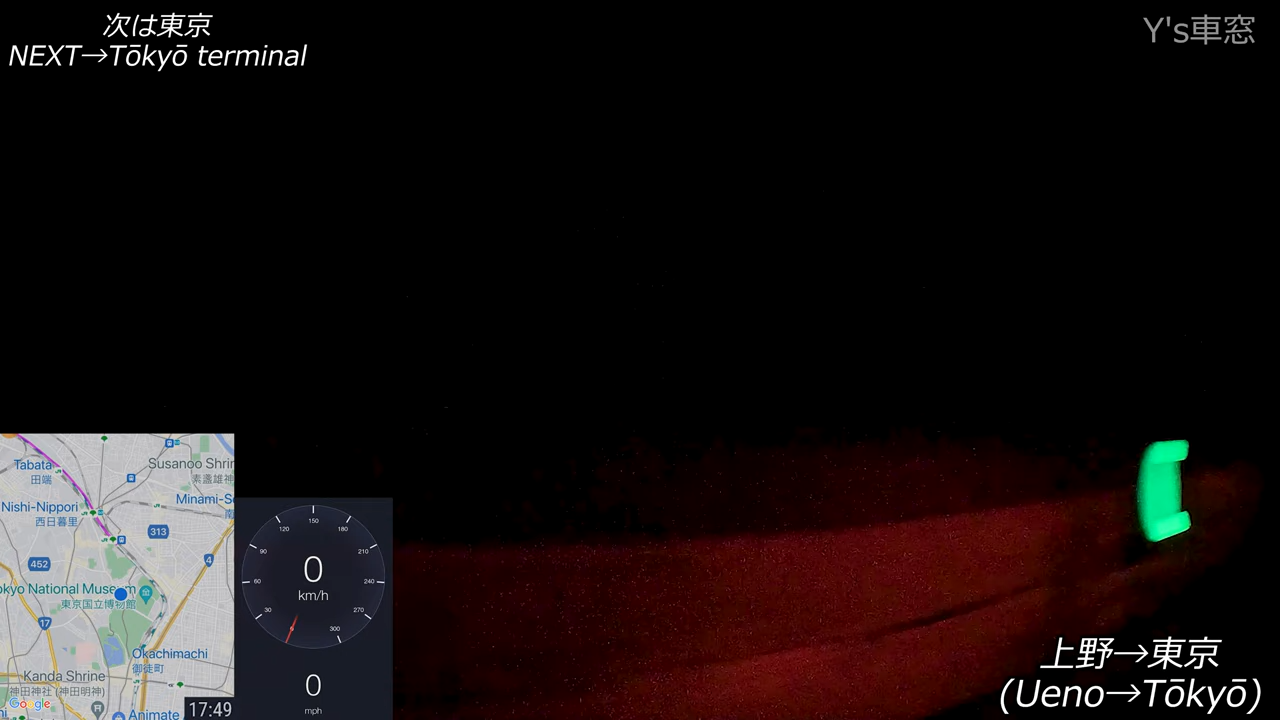 次は東京
NEXT→Tōkyō terminal
Y's車窓
Tabata
田端
Susanoo Shrin
素盞雄神
Nishi-Nippori
西日暮里
Minami-Se
南
313
452
4
okyo National Museum
東京国立博物館
17
Okachimachi
御徒町
Kanda Shrine
神田神社 (神田明神)
Google
Animate
17:49
30
60
90
120
150
180
210
240
270
300
0
km/h
0
mph
上野→東京
(Ueno→Tōkyō)